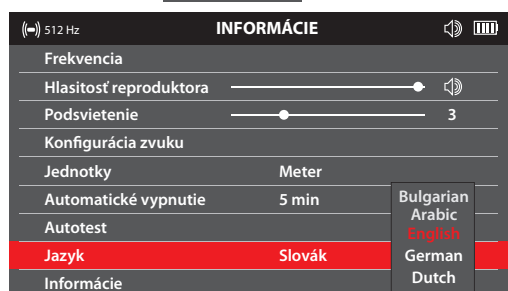 512 Hz INFORMÁCIE
Frekvencia
Hlasitosť reproduktora
Podsvietenie 3
Konfigurácia zvuku
Jednotky Meter
Automatické vypnutie 5 min
Autotest
Jazyk Slovák
Informácie
Bulgarian
Arabic
English
German
Dutch